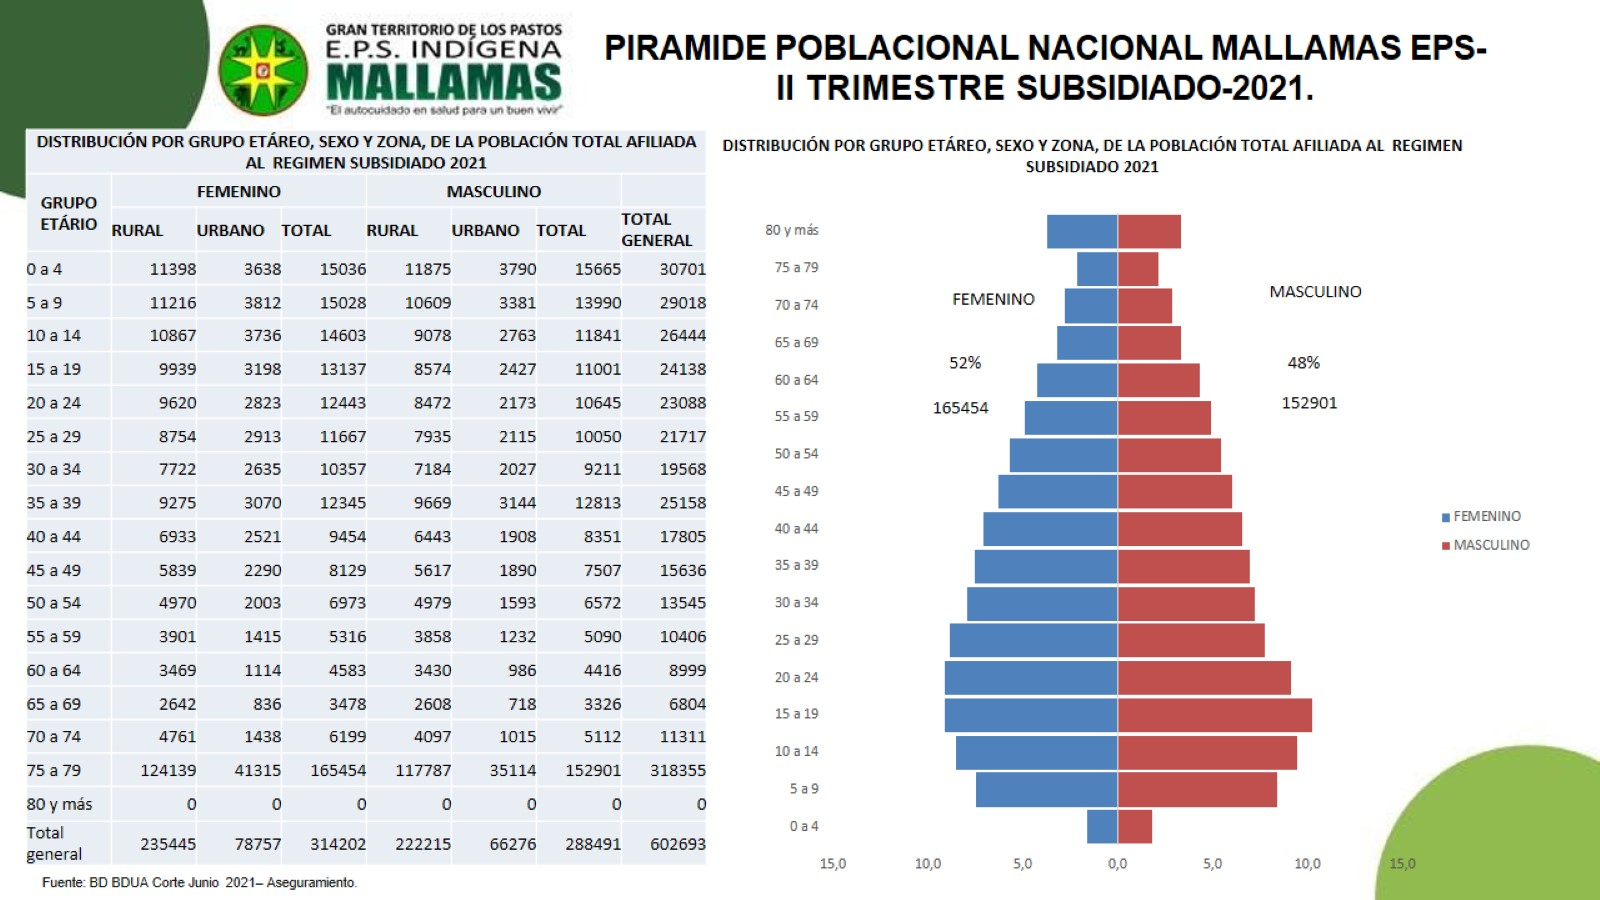 GRAN TERRITORIO DE LOS PASTOS
E.P.S. INDÍGENA
MALLAMAS
"El autocuidado en salud para un buen vivir"
PIRAMIDE POBLACIONAL NACIONAL MALLAMAS EPS-
II TRIMESTRE SUBSIDIADO-2021.
DISTRIBUCIÓN POR GRUPO ETÁREO, SEXO Y ZONA, DE LA POBLACIÓN TOTAL AFILIADA
AL REGIMEN SUBSIDIADO 2021
GRUPO ETÁRIO FEMENINO MASCULINO
RURAL URBANO TOTAL RURAL URBANO TOTAL TOTAL GENERAL
0 a 4 11398 3638 15036 11875 3790 15665 30701
5 a 9 11216 3812 15028 10609 3381 13990 29018
10 a 14 10867 3736 14603 9078 2763 11841 26444
15 a 19 9939 3198 13137 8574 2427 11001 24138
20 a 24 9620 2823 12443 8472 2173 10645 23088
25 a 29 8754 2913 11667 7935 2115 10050 21717
30 a 34 7722 2635 10357 7184 2027 9211 19568
35 a 39 9275 3070 12345 9669 3144 12813 25158
40 a 44 6933 2521 9454 6443 1908 8351 17805
45 a 49 5839 2290 8129 5617 1890 7507 15636
50 a 54 4970 2003 6973 4979 1593 6572 13545
55 a 59 3901 1415 5316 3858 1232 5090 10406
60 a 64 3469 1114 4583 3430 986 4416 8999
65 a 69 2642 836 3478 2608 718 3326 6804
70 a 74 4761 1438 6199 4097 1015 5112 11311
75 a 79 124139 41315 165454 117787 35114 152901 318355
80 y más 0 0 0 0 0 0 0
Total general 235445 78757 314202 222215 66276 288491 602693
Fuente: BD BDUA Corte Junio 2021– Aseguramiento.
DISTRIBUCIÓN POR GRUPO ETÁREO, SEXO Y ZONA, DE LA POBLACIÓN TOTAL AFILIADA AL REGIMEN
SUBSIDIADO 2021
80 y más
75 a 79
70 a 74
65 a 69
60 a 64
55 a 59
50 a 54
45 a 49
40 a 44
35 a 39
30 a 34
25 a 29
20 a 24
15 a 19
10 a 14
5 a 9
0 a 4
15,0 10,0 5,0 0,0 5,0 10,0 15,0
FEMENINO
52%
165454
MASCULINO
48%
152901
FEMENINO
MASCULINO